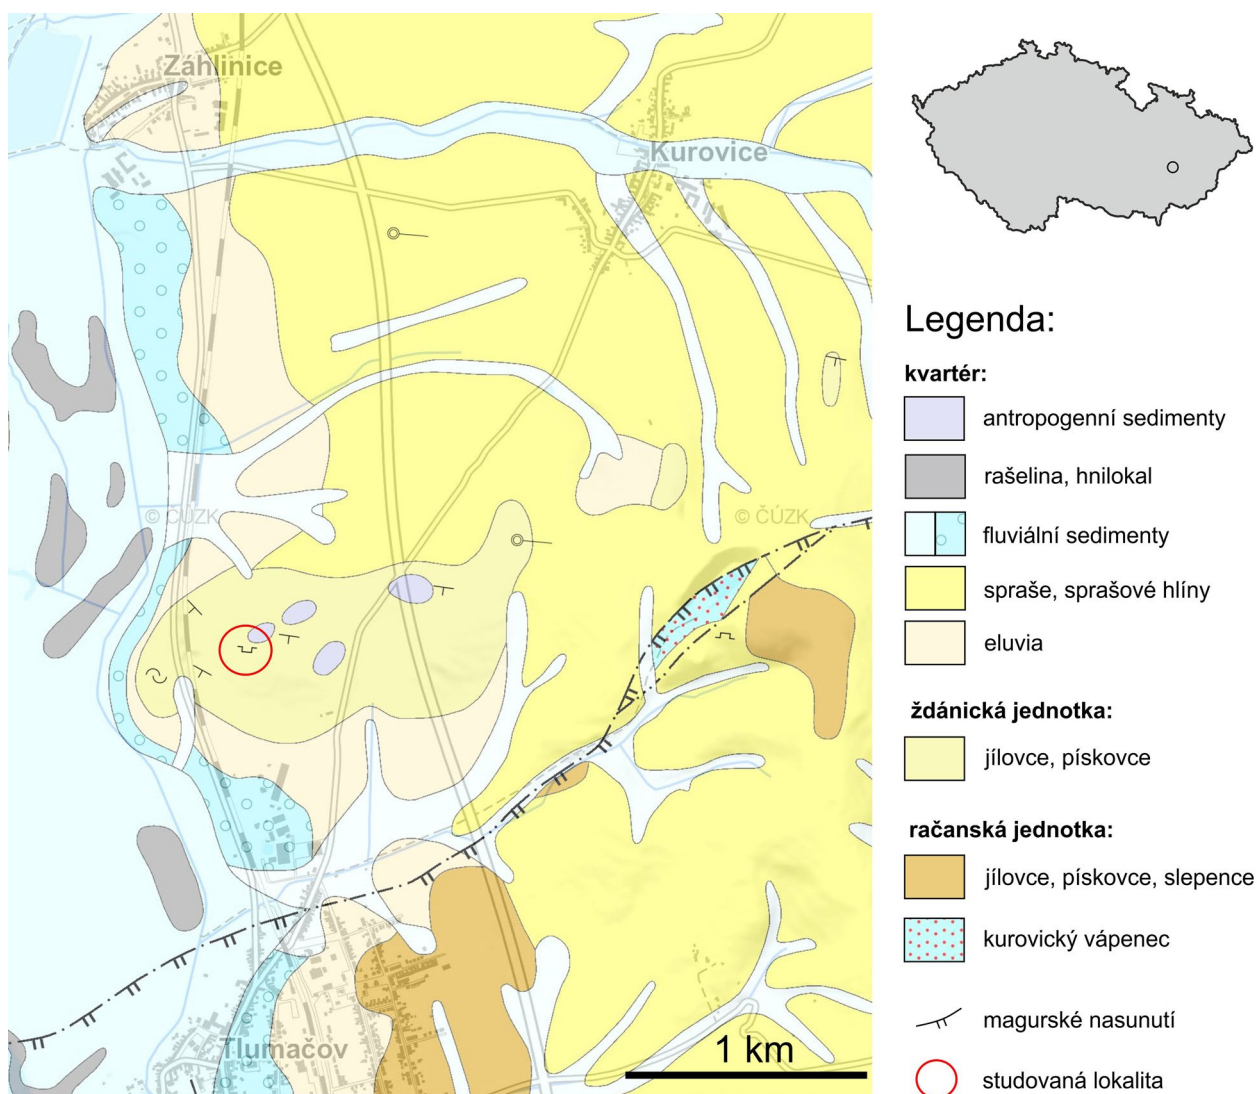 Záhlinice
Kurovice
© ČÚZK
© ČÚZK
Tlumačov
1 km
Legenda:
kvartér:
antropogenní sedimenty
rašelina, hnilokal
fluviální sedimenty
spraše, sprašové hlíny
eluvia
ždánická jednotka:
jílovce, pískovce
račanská jednotka:
jílovce, pískovce, slepence
kurovický vápenec
magurské nasunutí
studovaná lokalita